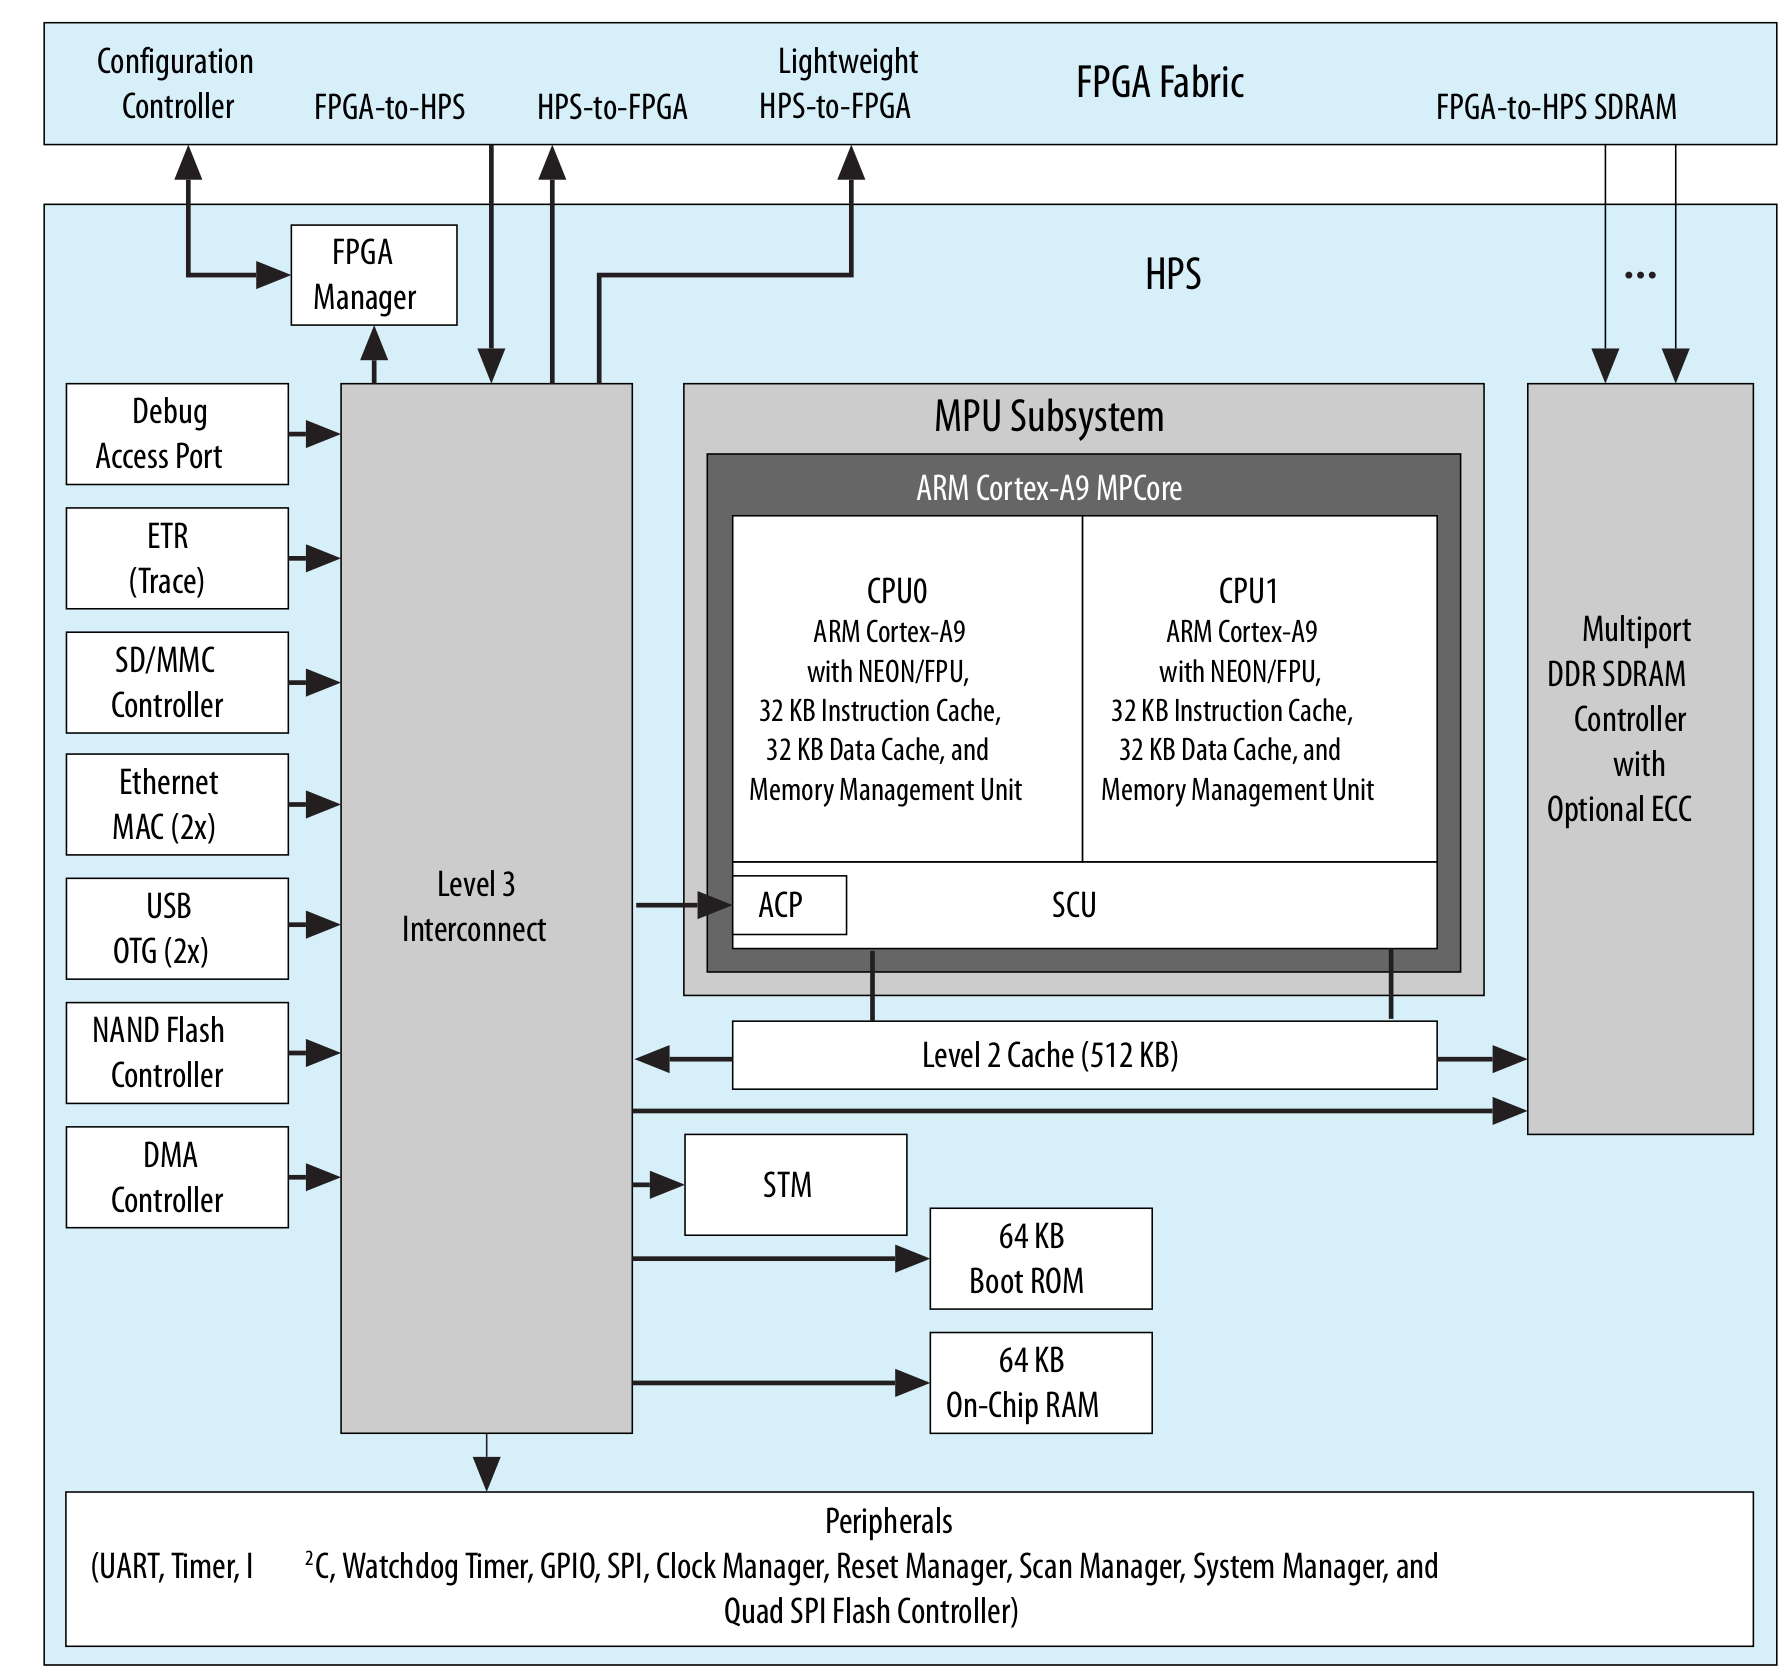 Configuration
Controller
FPGA-to-HPS
HPS-to-FPGA
Lightweight
HPS-to-FPGA
FPGA Fabric
FPGA-to-HPS SDRAM
FPGA
Manager
HPS
...
Debug
Access Port
ETR
(Trace)
SD/MMC
Controller
Ethernet
MAC (2x)
USB
OTG (2x)
NAND Flash
Controller
DMA
Controller
Level 3
Interconnect
MPU Subsystem
ARM Cortex-A9 MPCore
CPU0
ARM Cortex-A9
with NEON/FPU,
32 KB Instruction Cache,
32 KB Data Cache, and
Memory Management Unit
CPU1
ARM Cortex-A9
with NEON/FPU,
32 KB Instruction Cache,
32 KB Data Cache, and
Memory Management Unit
ACP
SCU
Level 2 Cache (512 KB)
Multiport
DDR SDRAM
Controller
with
Optional ECC
STM
64 KB
Boot ROM
64 KB
On-Chip RAM
Peripherals
(UART, Timer, I ²C, Watchdog Timer, GPIO, SPI, Clock Manager, Reset Manager, Scan Manager, System Manager, and
Quad SPI Flash Controller)